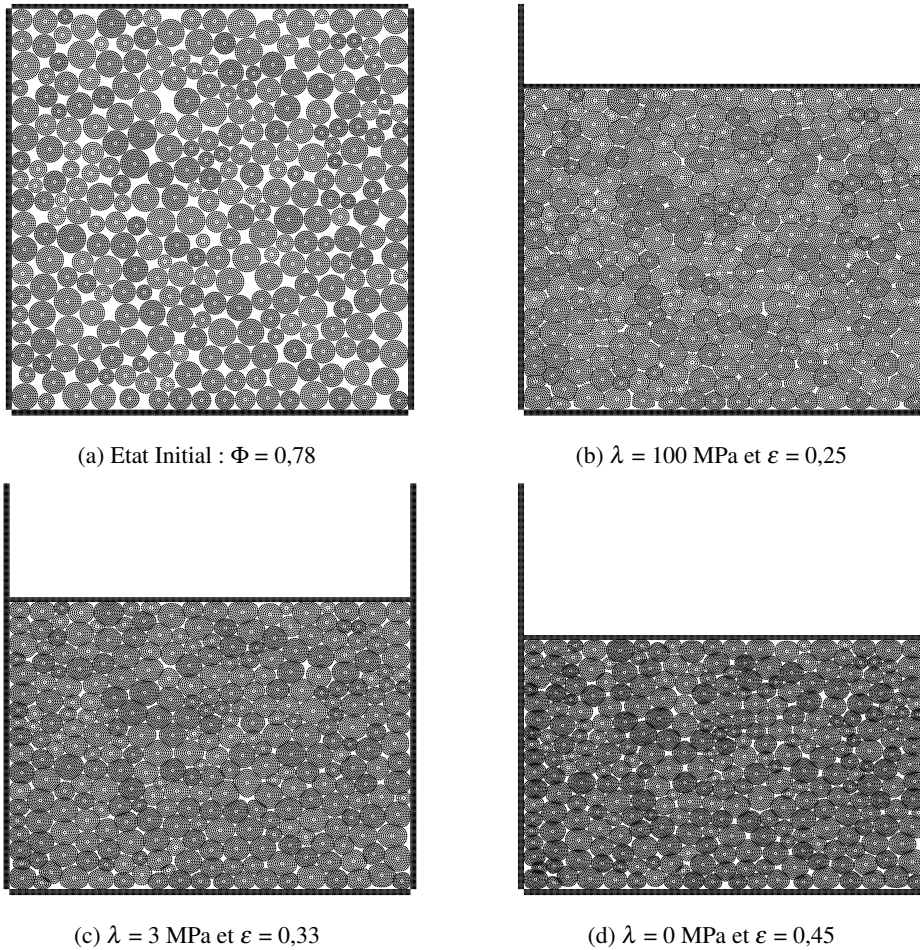 (a) Etat Initial : Φ = 0,78
(b) λ = 100 MPa et ε = 0,25
(c) λ = 3 MPa et ε = 0,33
(d) λ = 0 MPa et ε = 0,45